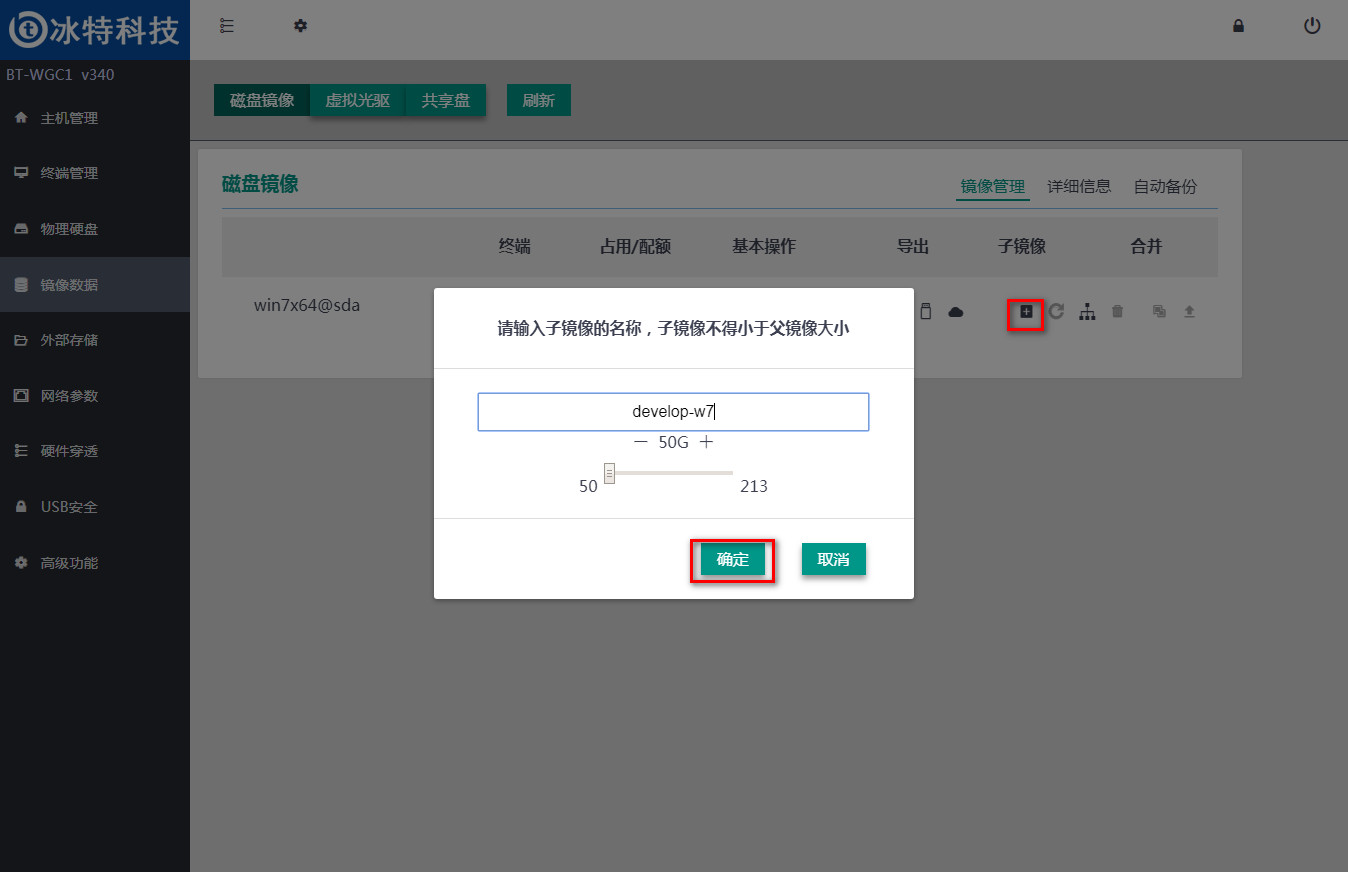 冰特科技
BT-WGC1 v340
主机管理
终端管理
物理硬盘
镜像数据
外部存储
网络参数
硬件穿透
USB安全
高级功能
磁盘镜像 虚拟光驱 共享盘 刷新
磁盘镜像
镜像管理 详细信息 自动备份
终端 占用/配额 基本操作 导出 子镜像 合并
win7x64@sda
请输入子镜像的名称，子镜像不得小于父镜像大小
develop-w7
— 50G +
50 213
确定 取消